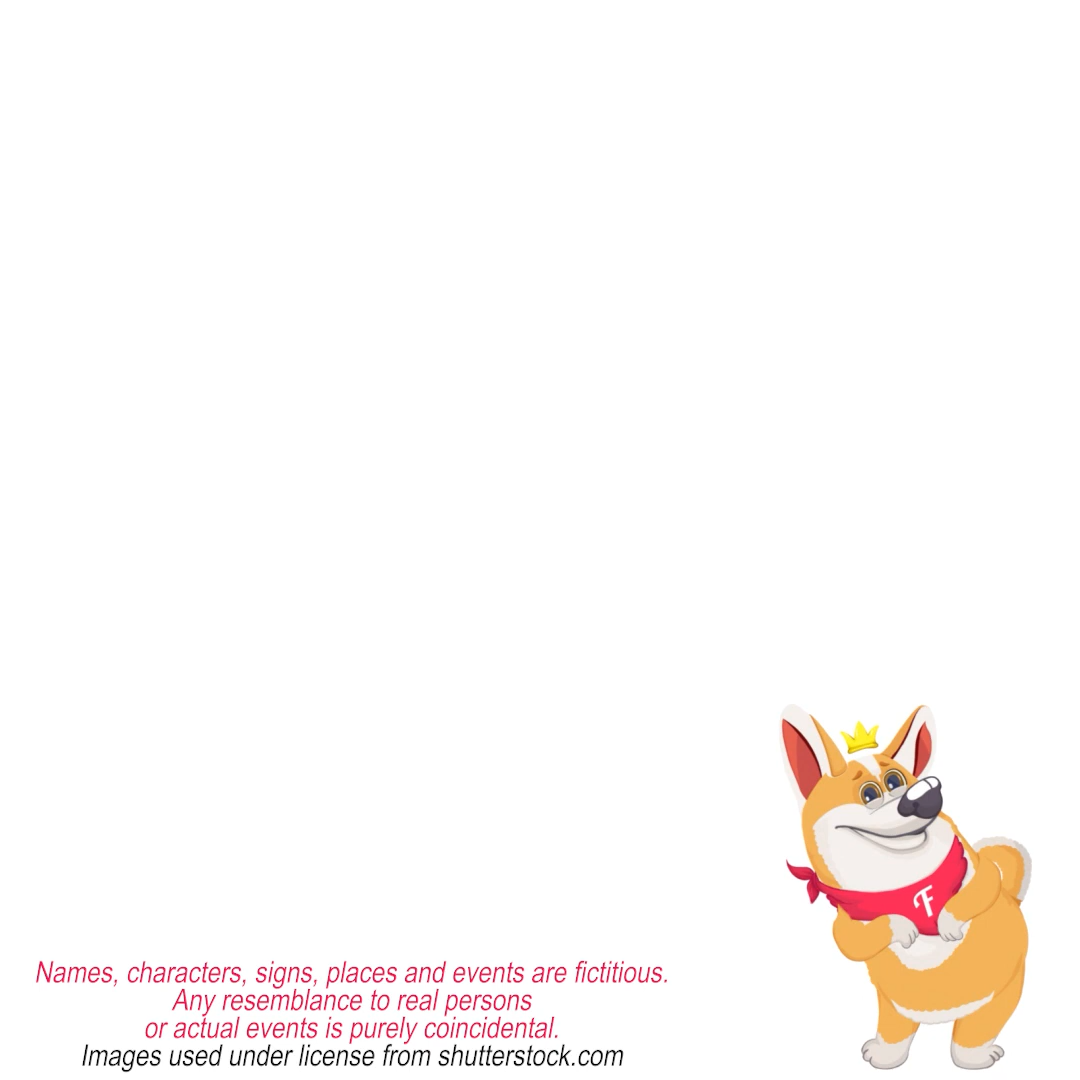 F
Names, characters, signs, places and events are fictitious.
Any resemblance to real persons
or actual events is purely coincidental.
Images used under license from shutterstock.com